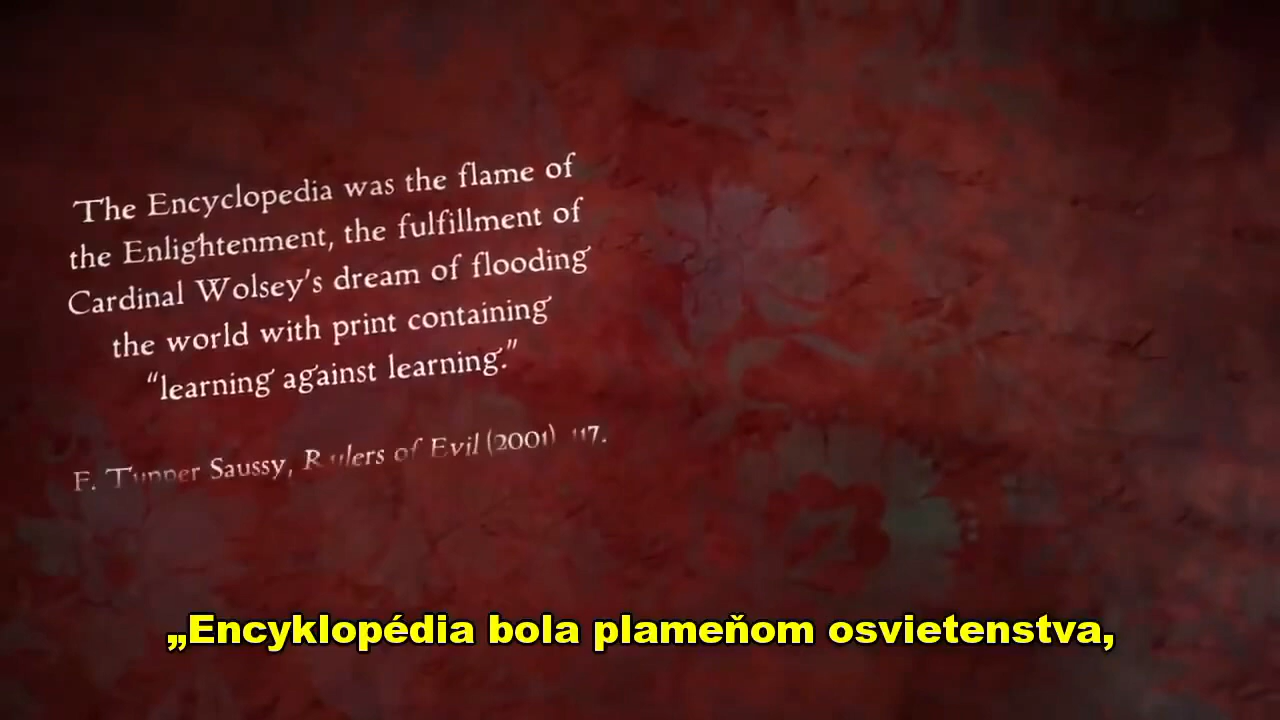 The Encyclopedia was the flame of
the Enlightenment, the fulfillment of
Cardinal Wolsey's dream of flooding
the world with print containing
“learning against learning.”
F. Tupper Saussy, Rulers of Evil (2001) 117.
„Encyklopédia bola plameňom osvietenstva,